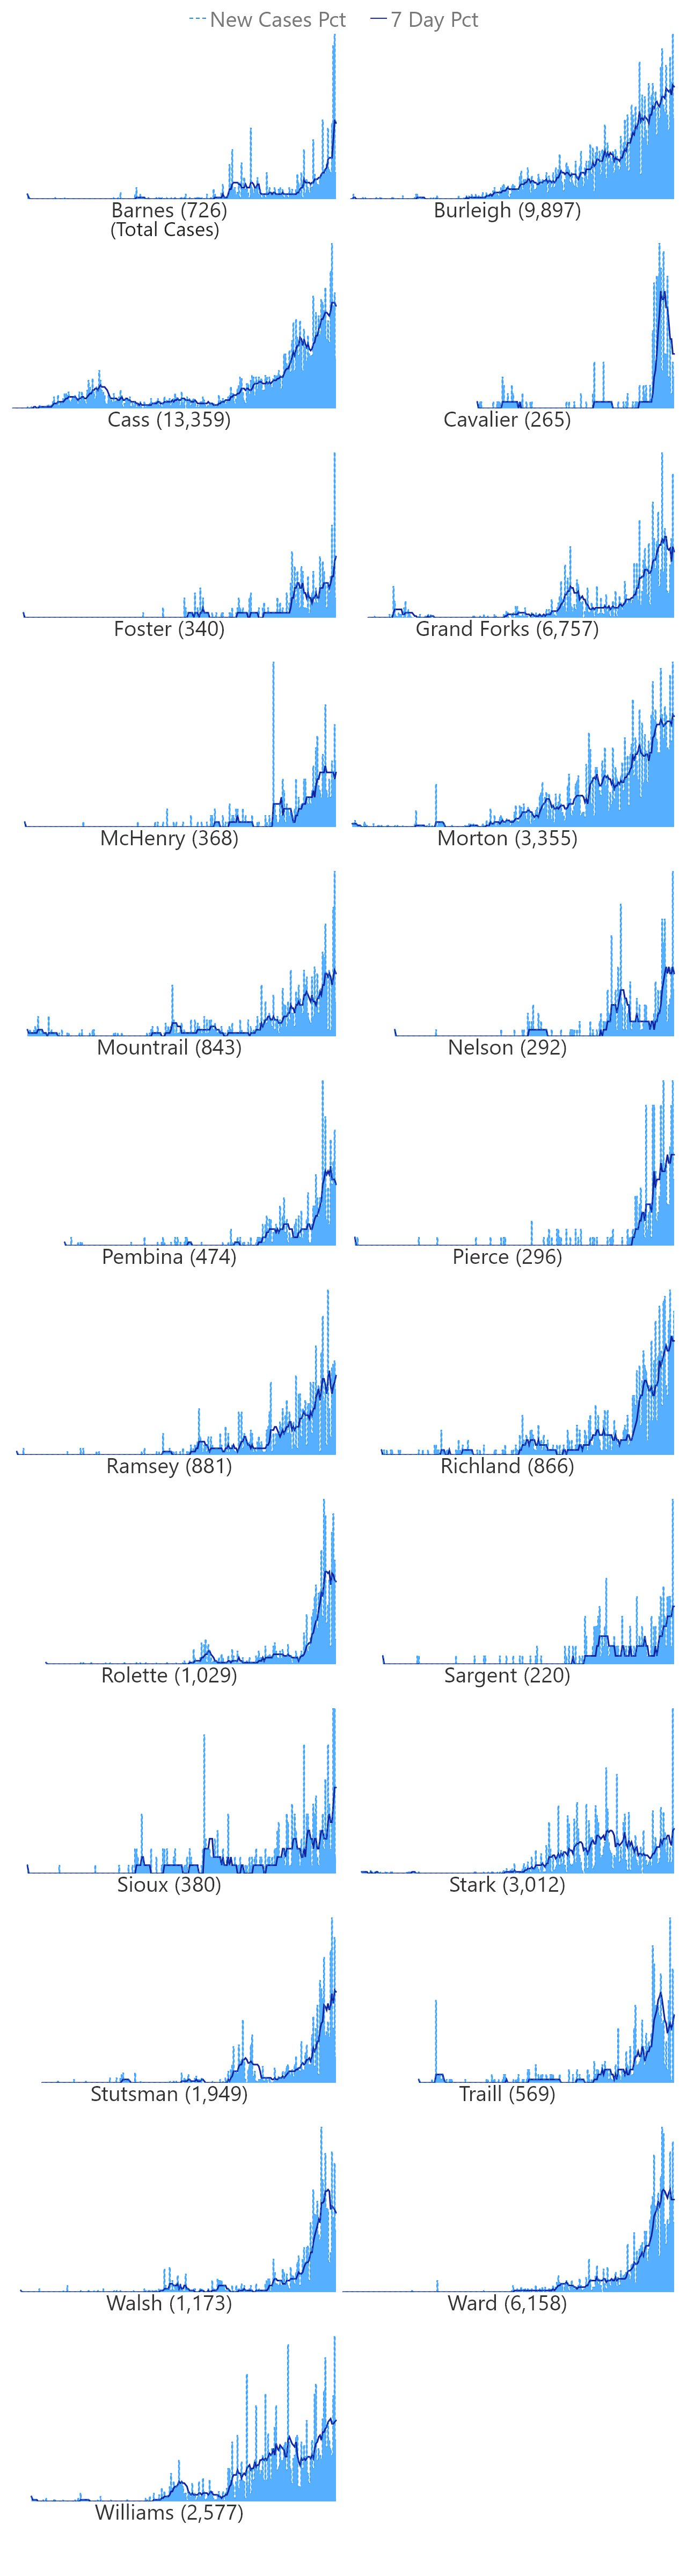 New Cases Pct 7 Day Pct
Barnes (726) Burleigh (9,897)
(Total Cases)
Cass (13,359) Cavalier (265)
Foster (340) Grand Forks (6,757)
McHenry (368) Morton (3,355)
Mountrail (843) Nelson (292)
Pembina (474) Pierce (296)
Ramsey (881) Richland (866)
Rolette (1,029) Sargent (220)
Sioux (380) Stark (3,012)
Stutsman (1,949) Traill (569)
Walsh (1,173) Ward (6,158)
Williams (2,577)